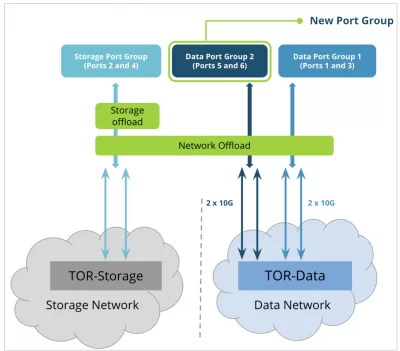 New Port Group
Storage Port Group
(Ports 2 and 4)
Data Port Group 2
(Ports 5 and 6)
Data Port Group 1
(Ports 1 and 3)
Storage
offload
Network Offload
2 x 10G
2 x 10G
TOR-Storage
TOR-Data
Storage Network
Data Network